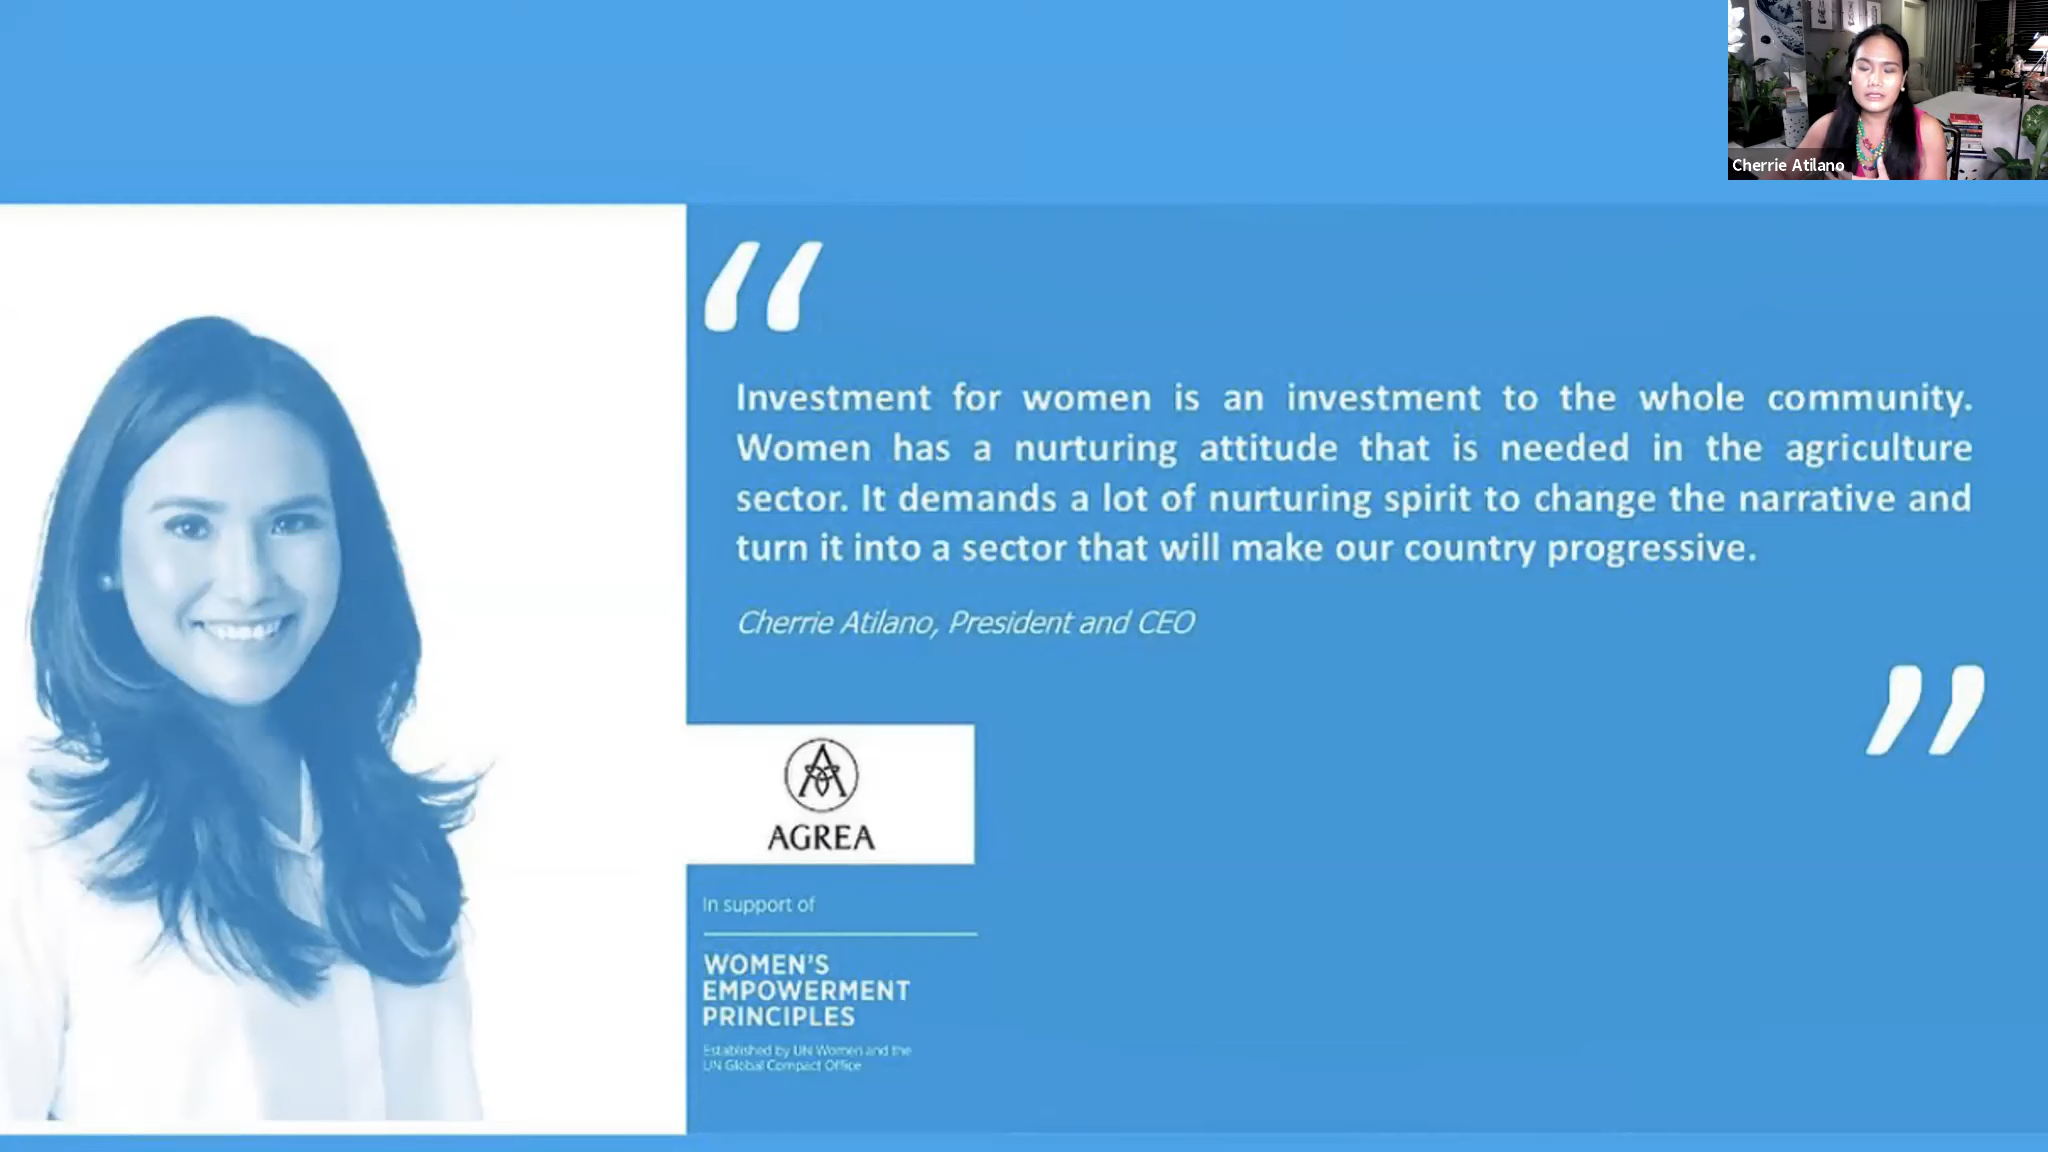 Cherrie Atilano
“
Investment for women is an investment to the whole community.
Women has a nurturing attitude that is needed in the agriculture
sector. It demands a lot of nurturing spirit to change the narrative and
turn it into a sector that will make our country progressive.
Cherrie Atilano, President and CEO
”
AGREA
In support of
WOMEN'S
EMPOWERMENT
PRINCIPLES
Established by UN Women and the
UN Global Compact Office